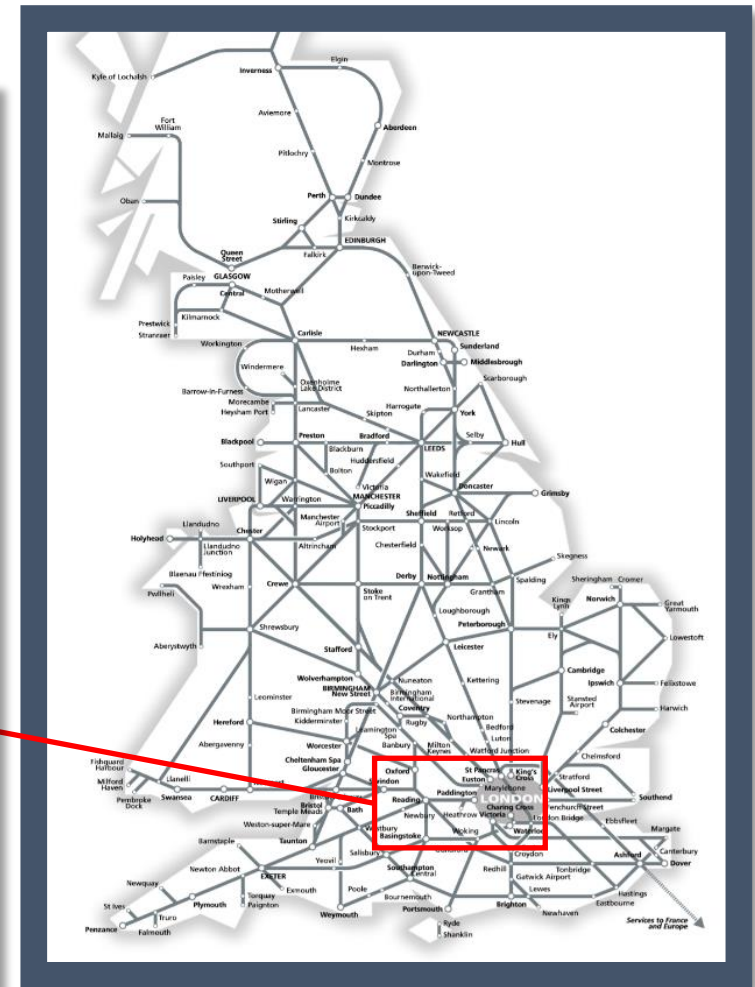 Elgin
Kyle of Lochalsh
Inverness
Aviemore
Fort
William
Aberdeen
Mallaig
Pitlochry
Montrose
Oban
Perth
Dundee
Stirling
Kirkcaldy
Queen
Street
Falkirk
EDINBURGH
Berwick-
upon-Tweed
Paisley
GLASGOW
Central
Motherwell
Prestwick
Kilmarnock
Stranraer
Carlisle
NEWCASTLE
Workington
Hexham
Sunderland
Durham
Darlington
Middlesbrough
Windermere
Scarborough
Oxenholme
Lake District
Barrow-in-Furness
Northallerton
Morecambe
Lancaster
Harrogate
York
Heysham Port
Skipton
Blackpool
Preston
Bradford
Selby
Hull
Blackburn
LEEDS
Southport
Huddersfield
Bolton
Wakefield
Wigan
Victoria
Doncaster
LIVERPOOL
Warrington
MANCHESTER
Piccadilly
Grimsby
Manchester
Airport
Sheffield
Retford
Lincoln
Llandudno
Stockport
Worksop
Holyhead
Chester
Llandudno
Junction
Altrincham
Chesterfield
Newark
Skegness
Blaenau Ffestiniog
Derby
Nottingham
Spalding
Sheringham
Cromer
Pwllheli
Wrexham
Crewe
Stoke
on Trent
Grantham
Kings
Lynn
Norwich
Great
Yarmouth
Loughborough
Aberystwyth
Shrewsbury
Peterborough
Ely
Lowestoft
Stafford
Leicester
Wolverhampton
Nuneaton
Kettering
Cambridge
BIRMINGHAM
New Street
Birmingham
International
Ipswich
Felixstowe
Leominster
Coventry
Stevenage
Stansted
Airport
Harwich
Birmingham Moor Street
Rugby
Northampton
Hereford
Kidderminster
Leamington
Spa
Bedford
Colchester
Abergavenny
Worcester
Banbury
Milton
Keynes
Luton
Watford Junction
Chelmsford
Fishguard
Harbour
Cheltenham Spa
Gloucester
Oxford
St Pancras
King's
Cross
Stratford
Milford
Haven
Llanelli
Euston
Marylebone
Liverpool Street
Pembroke
Dock
Swansea
CARDIFF
Reading
Paddington
LONDON
Fenchurch Street
Southend
Bristol
Temple Meads
Bath
Newbury
Heathrow
Victoria
Charing Cross
London Bridge
Ebbsfleet
Weston-super-Mare
Westbury
Basingstoke
Woking
Waterloo
Margate
Barnstaple
Taunton
Salisbury
Croydon
Canterbury
Newton Abbot
Yeovil
Southampton
Central
Redhill
Tonbridge
Ashford
Dover
EXETER
Gatwick Airport
Newquay
Exmouth
Poole
Lewes
Hastings
Torquay
Paignton
Bournemouth
Eastbourne
St Ives
Plymouth
Weymouth
Portsmouth
Brighton
Newhaven
Truro
Penzance
Falmouth
Ryde
Shanklin
Services to France
and Europe